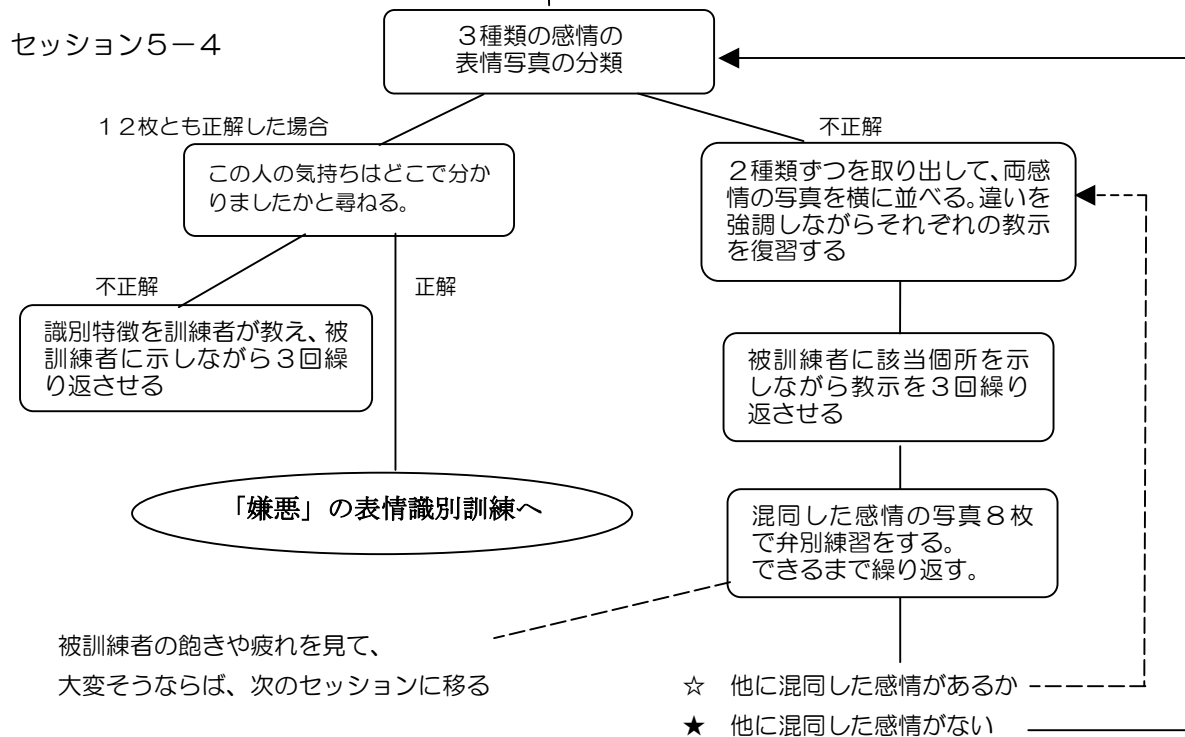 セッション５－４
３種類の感情の
表情写真の分類
１２枚とも正解した場合
不正解
この人の気持ちはどこで分か
りましたかと尋ねる。
２種類ずつを取り出して、両感
情の写真を横に並べる。違いを
強調しながらそれぞれの教示
を復習する
不正解
正解
識別特徴を訓練者が教え、被
訓練者に示しながら３回繰
り返させる
被訓練者に該当個所を示
しながら教示を３回繰り
返させる
「嫌悪」の表情識別訓練へ
混同した感情の写真８枚
で弁別練習をする。
できるまで繰り返す。
被訓練者の飽きや疲れを見て、
大変そうならば、次のセッションに移る
☆ 他に混同した感情があるか
★ 他に混同した感情がない